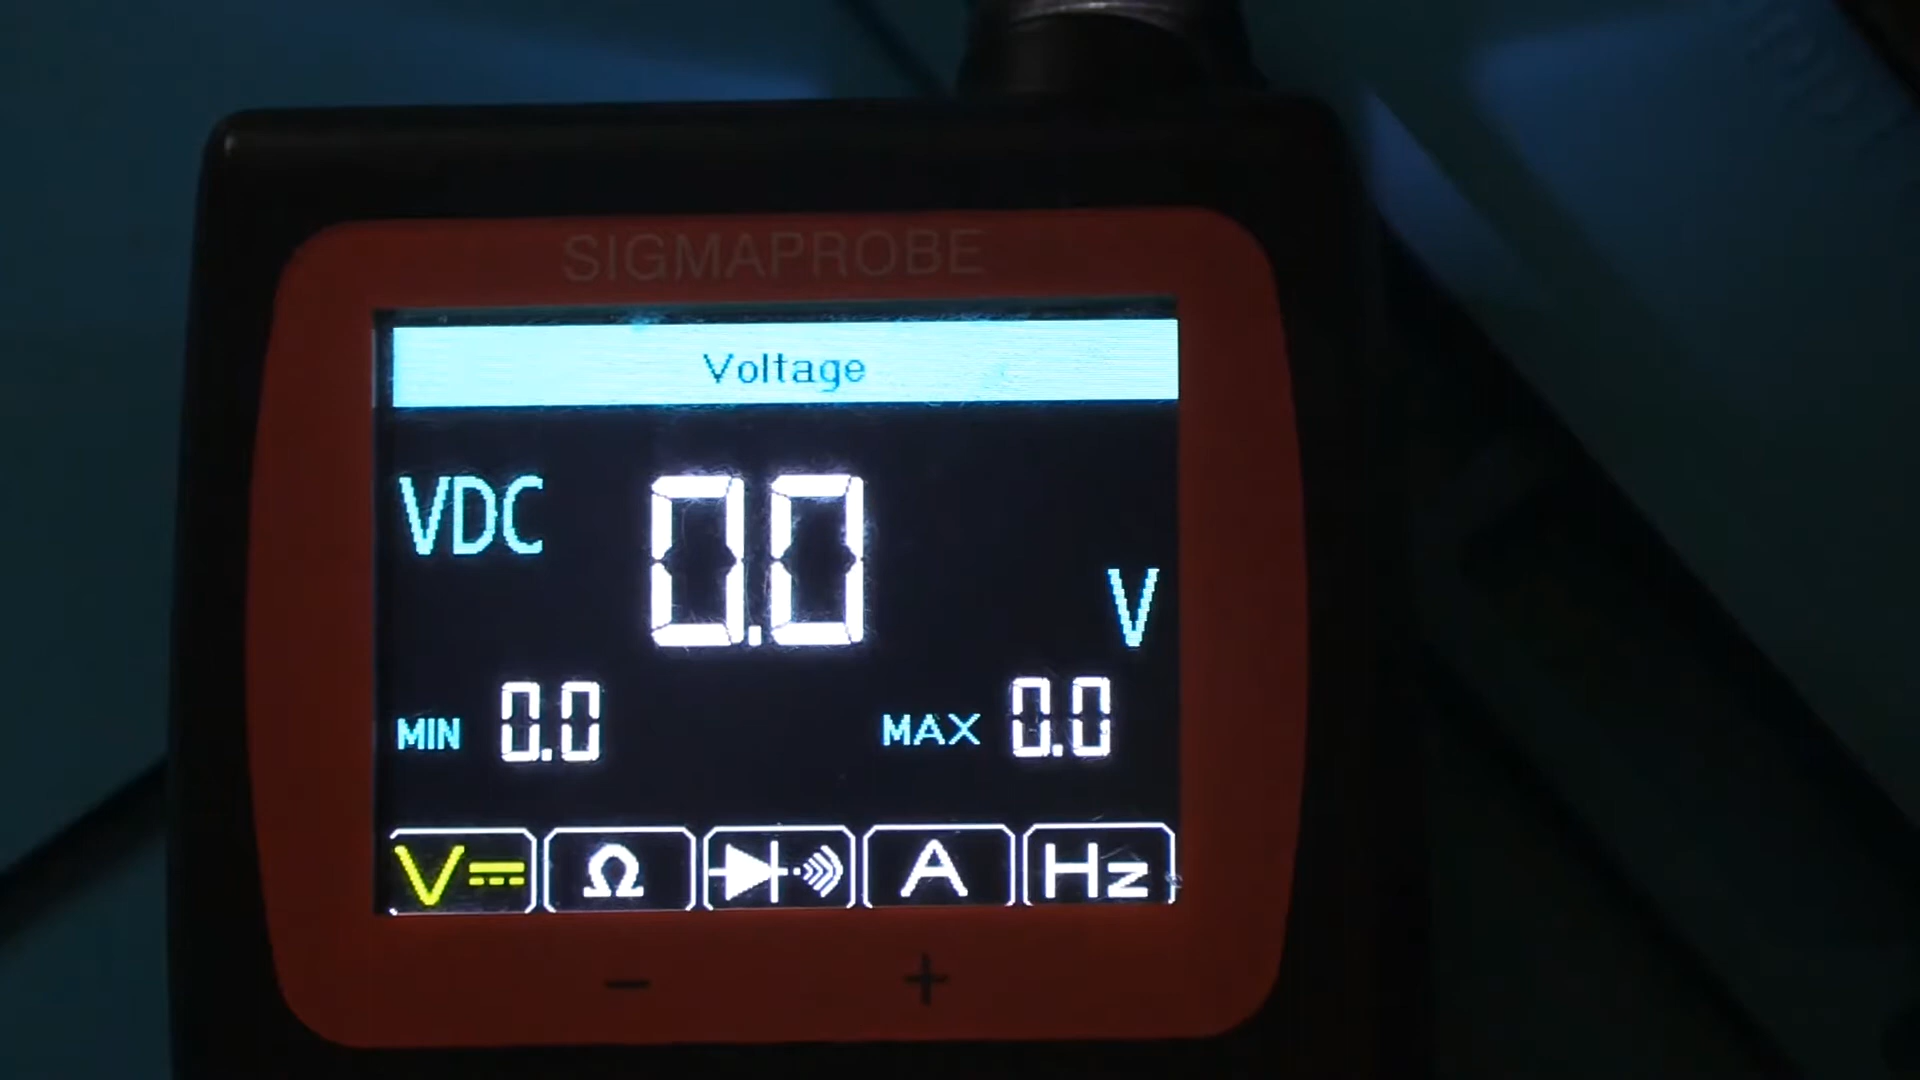 SIGMAPROBE
Voltage
VDC 0.0 V
MIN 0.0 MAX 0.0
V Ω A Hz
− +